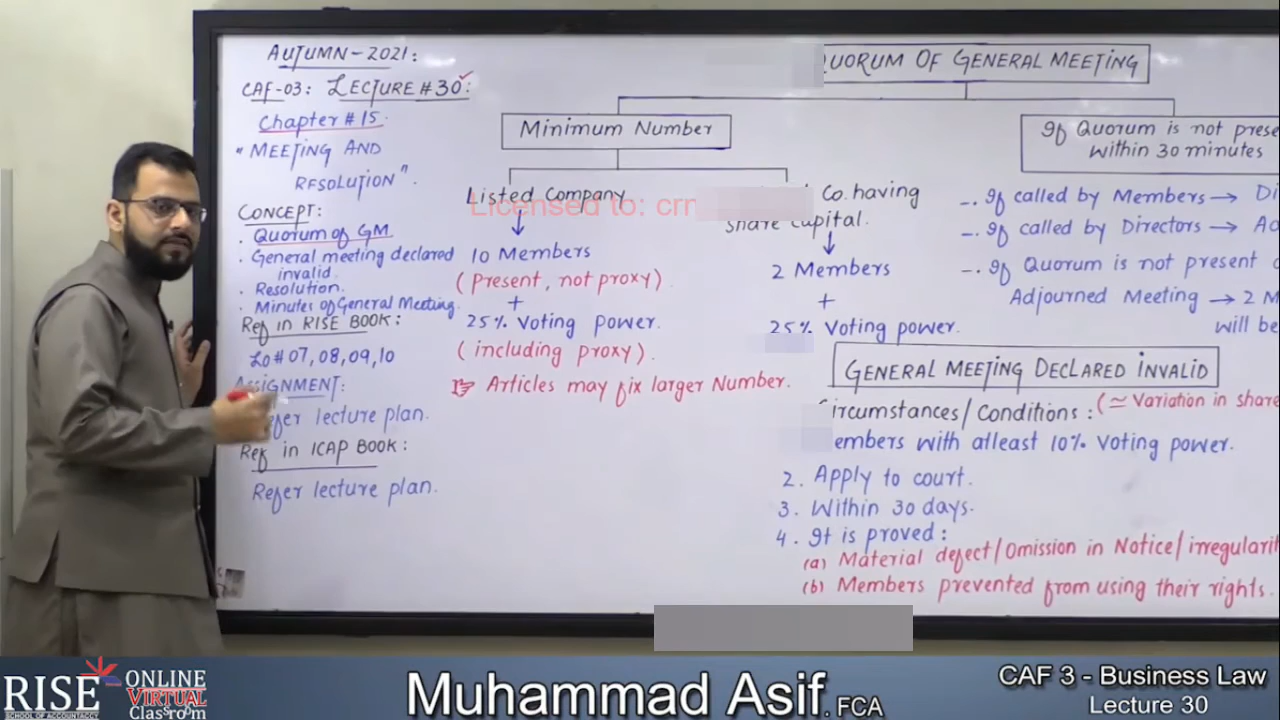 AUTUMN-2021:
CAF-03: LECTURE #30:
Chapter #15.
"MEETING AND
RESOLUTION".
CONCEPT:
. Quorum of GM
. General meeting declared
invalid.
. Resolution.
. Minutes of General Meeting.
Ref in RISE BOOK:
LO# 07, 08, 09, 10
ASSIGNMENT:
Refer lecture plan.
Ref in ICAP BOOK:
Refer lecture plan.
QUORUM OF GENERAL MEETING
Minimum Number
Listed Company
Licensed to:
10 Members
(Present, not proxy).
+
25% Voting power.
(including proxy).
☞ Articles may fix larger Number.
Co. having
share capital.
2 Members
+
25% Voting power.
If Quorum is not
within 30 minutes
-. If called by Members →
-. If called by Directors →
-. If Quorum is not present
Adjourned Meeting → 2
will be
GENERAL MEETING DECLARED INVALID
Circumstances/Conditions: (≃ Variation in share
Members with atleast 10% Voting power.
2. Apply to court.
3. Within 30 days.
4. It is proved:
(a) Material defect/Omission in Notice/
(b) Members prevented from using their rights.
RISE
SCHOOL OF ACCOUNTANCY
ONLINE
VIRTUAL
Classroom
Muhammad Asif, FCA
CAF 3 - Business Law
Lecture 30